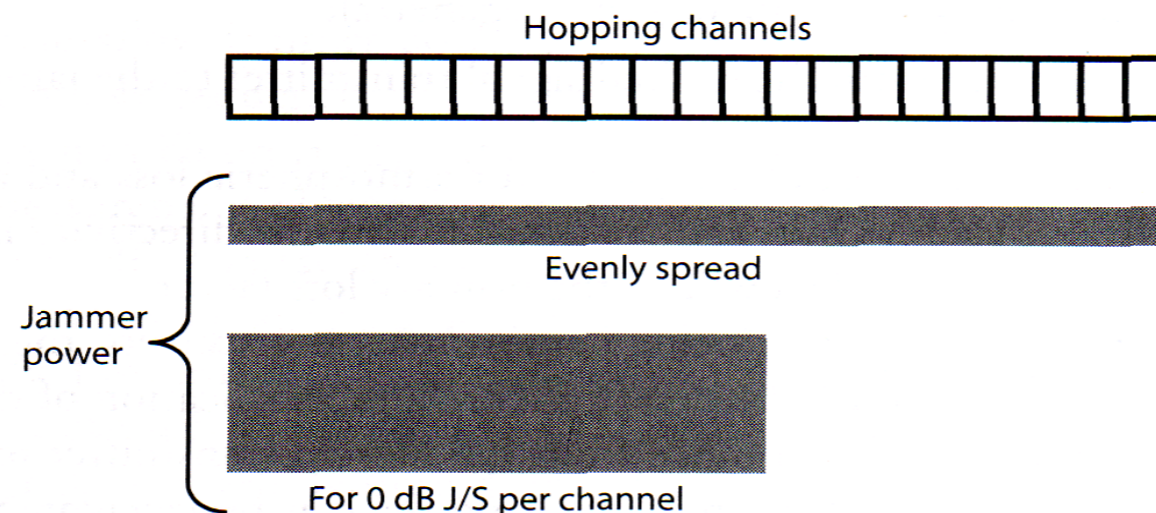 Hopping channels
Evenly spread
Jammer
power
For 0 dB J/S per channel